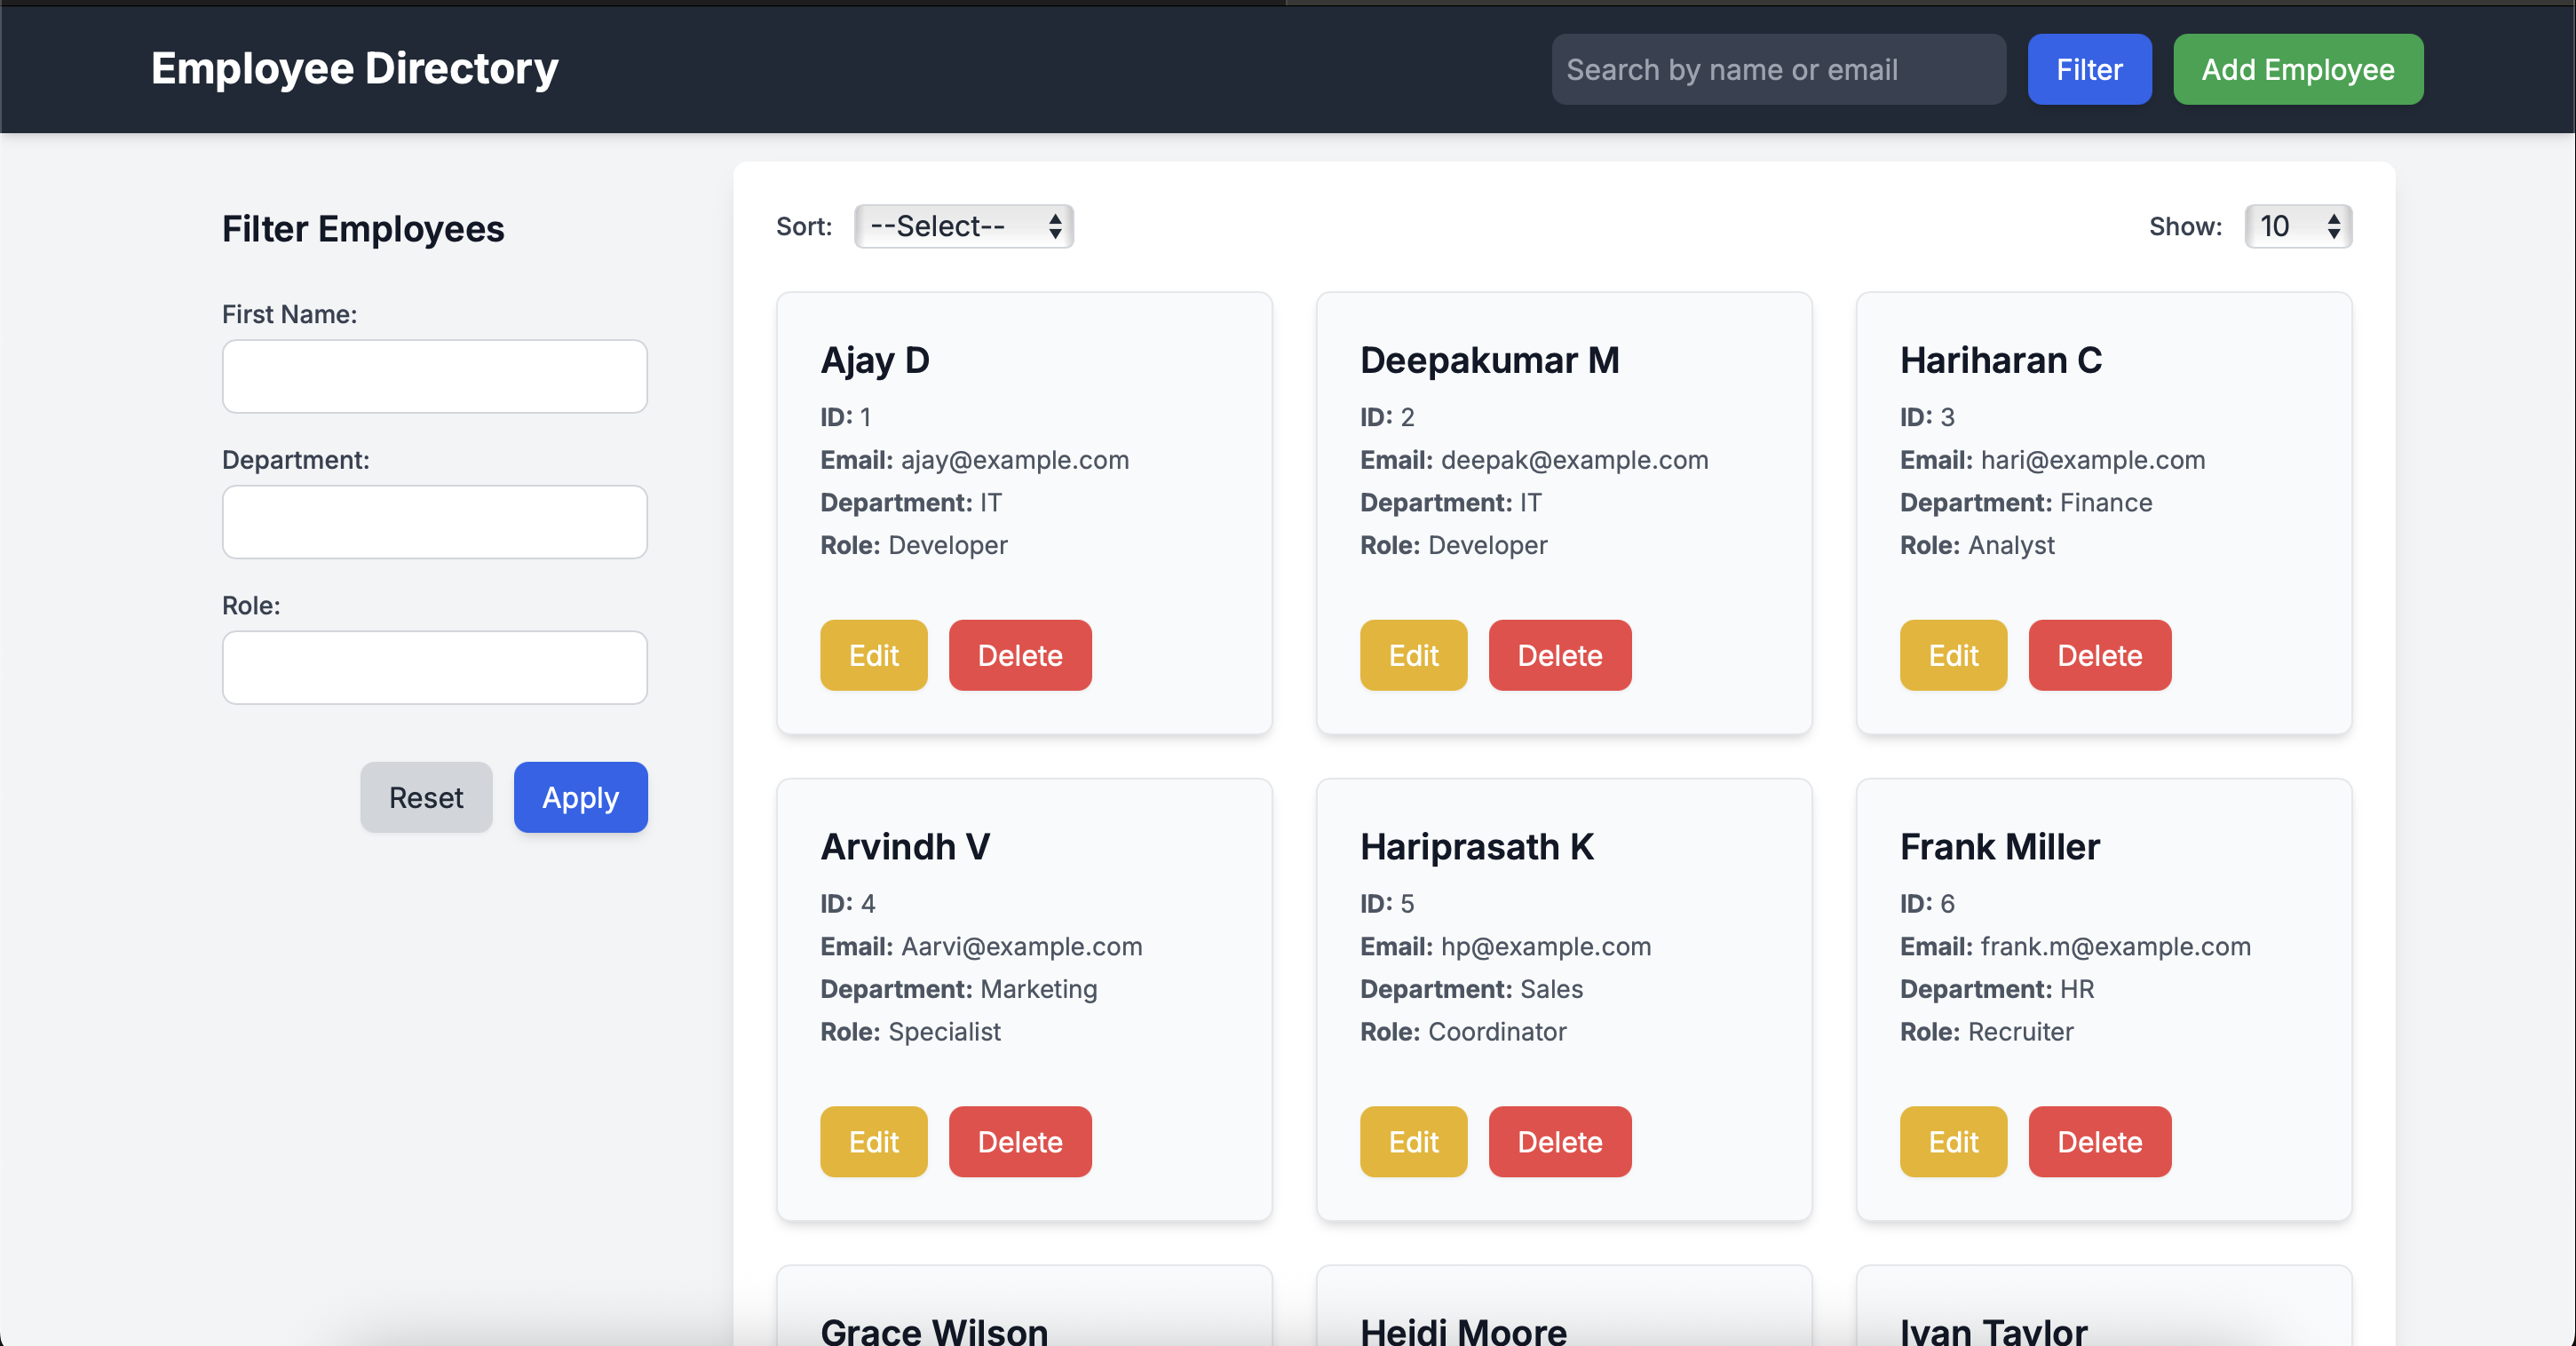 Employee Directory
Search by name or email
Filter
Add Employee
Filter Employees
First Name:
Department:
Role:
Reset
Apply
Sort: --Select--
Show: 10
Ajay D
ID: 1
Email: ajay@example.com
Department: IT
Role: Developer
Edit
Delete
Deepakumar M
ID: 2
Email: deepak@example.com
Department: IT
Role: Developer
Edit
Delete
Hariharan C
ID: 3
Email: hari@example.com
Department: Finance
Role: Analyst
Edit
Delete
Arvindh V
ID: 4
Email: Aarvi@example.com
Department: Marketing
Role: Specialist
Edit
Delete
Hariprasath K
ID: 5
Email: hp@example.com
Department: Sales
Role: Coordinator
Edit
Delete
Frank Miller
ID: 6
Email: frank.m@example.com
Department: HR
Role: Recruiter
Edit
Delete
Grace Wilson
Heidi Moore
Ivan Taylor